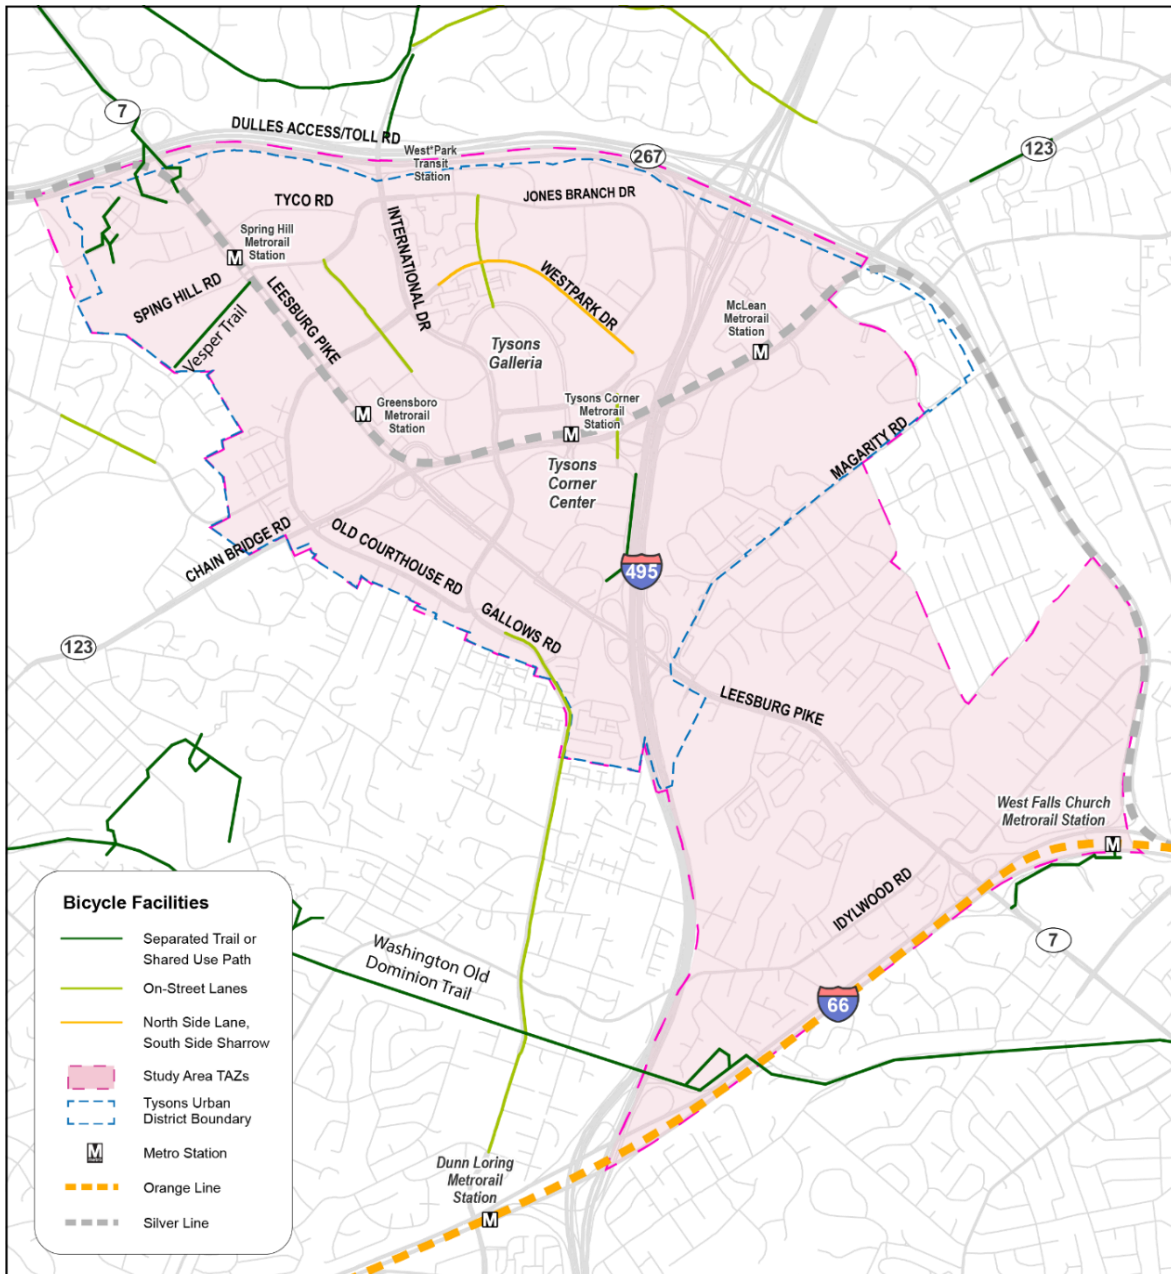 7
DULLES ACCESS/TOLL RD
West*Park
Transit
Station
267
123
TYCO RD
JONES BRANCH DR
INTERNATIONAL DR
Spring Hill
Metrorail
Station
WESTPARK DR
SPING HILL RD
LEESBURG PIKE
McLean
Metrorail
Station
Vesper Trail
Tysons
Galleria
Greensboro
Metrorail
Station
Tysons Corner
Metrorail
Station
MAGARITY RD
Tysons
Corner
Center
CHAIN BRIDGE RD
OLD COURTHOUSE RD
495
GALLOWS RD
123
LEESBURG PIKE
West Falls Church
Metrorail Station
IDYLWOOD RD
7
Washington Old
Dominion Trail
66
Dunn Loring
Metrorail
Station
M
M
M
M
M
M
Bicycle Facilities
Separated Trail or
Shared Use Path
On-Street Lanes
North Side Lane,
South Side Sharrow
Study Area TAZs
Tysons Urban
District Boundary
M
Metro Station
Orange Line
Silver Line